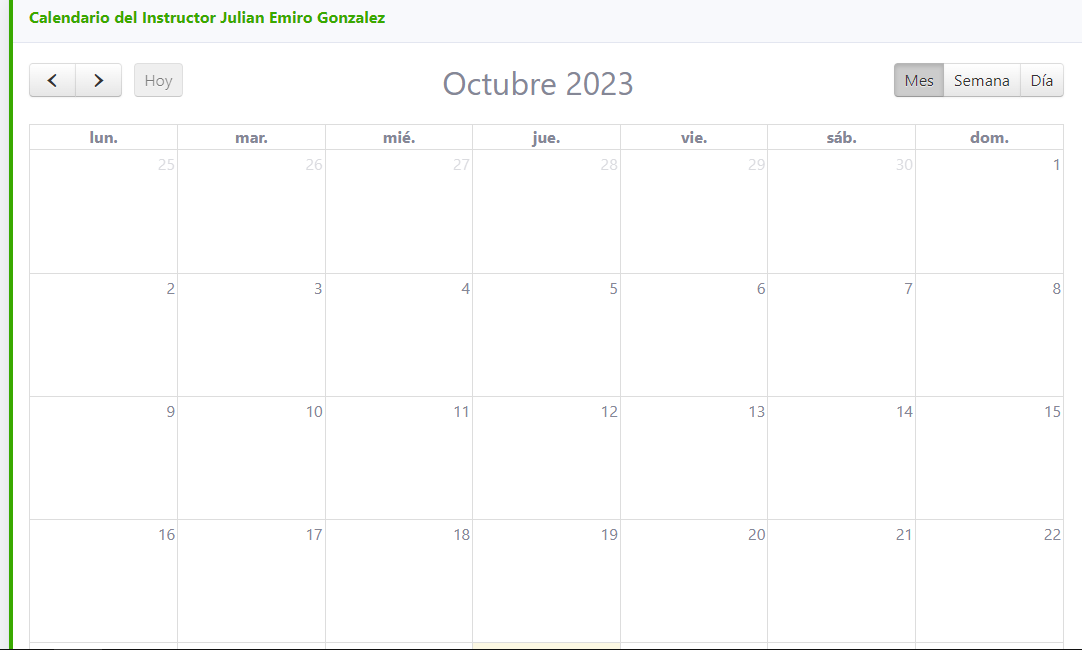 Calendario del Instructor Julian Emiro Gonzalez
Hoy
Octubre 2023
Mes Semana Día
lun. mar. mié. jue. vie. sáb. dom.
25 26 27 28 29 30 1
2 3 4 5 6 7 8
9 10 11 12 13 14 15
16 17 18 19 20 21 22